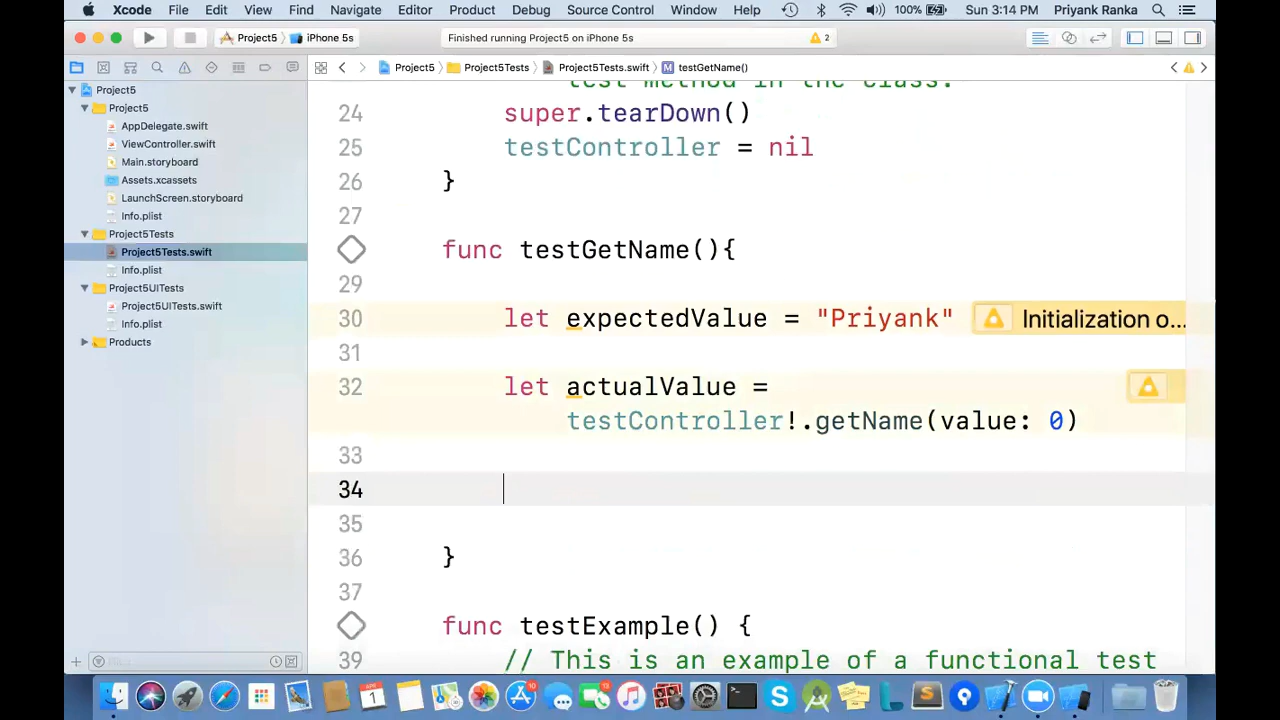 Xcode File Edit View Find Navigate Editor Product Debug Source Control Window Help 100% Sun 3:14 PM Priyank Ranka
Project5 iPhone 5s Finished running Project5 on iPhone 5s 2
Project5 Project5Tests Project5Tests.swift M testGetName()
Project5
Project5
AppDelegate.swift
ViewController.swift
Main.storyboard
Assets.xcassets
LaunchScreen.storyboard
Info.plist
Project5Tests
Project5Tests.swift
Info.plist
Project5UITests
Project5UITests.swift
Info.plist
Products
test method in the class.
24 super.tearDown()
25 testController = nil
26 }
27
func testGetName(){
29
30 let expectedValue = "Priyank" Initialization o...
31
32 let actualValue =
testController!.getName(value: 0)
33
34
35
36 }
37
func testExample() {
39 // This is an example of a functional test